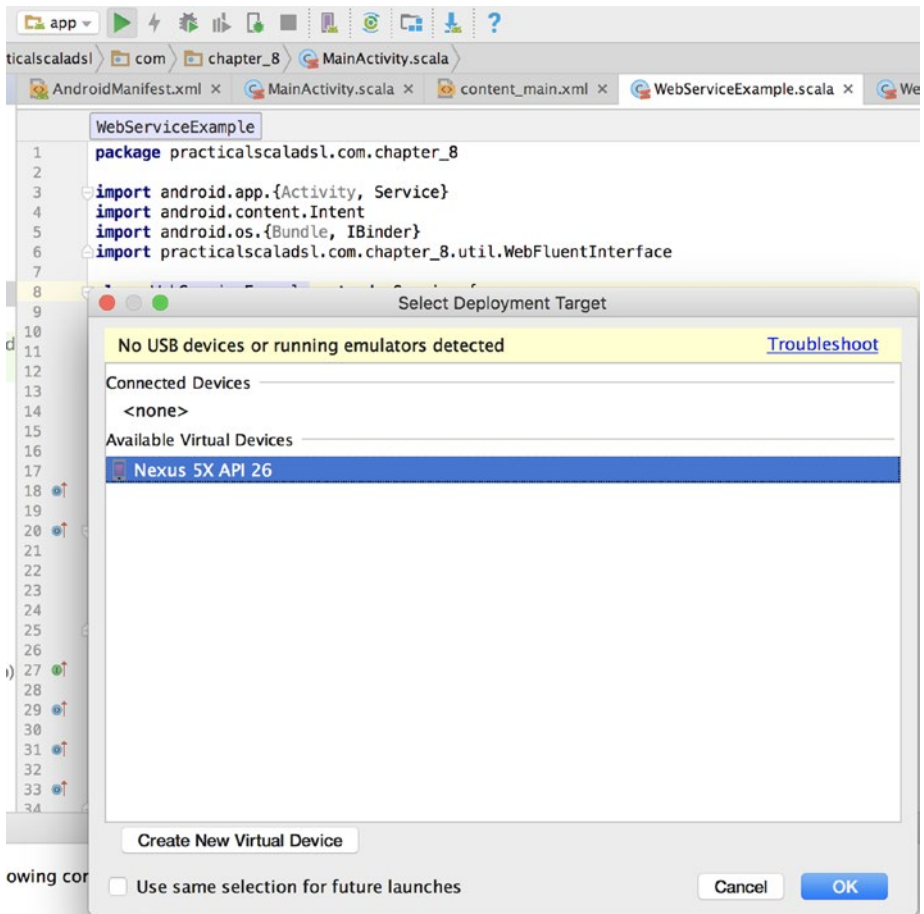 app
?
ticalscaladsl com chapter_8 MainActivity.scala
AndroidManifest.xml × MainActivity.scala × content_main.xml × WebServiceExample.scala × We
WebServiceExample
1 package practicalscaladsl.com.chapter_8
2
3 import android.app.{Activity, Service}
4 import android.content.Intent
5 import android.os.{Bundle, IBinder}
6 import practicalscaladsl.com.chapter_8.util.WebFluentInterface
7
8
9
10
11
12
13
14
15
16
17
18
19
20
21
22
23
24
25
26
27
28
29
30
31
32
33
34
Select Deployment Target
No USB devices or running emulators detected Troubleshoot
Connected Devices
<none>
Available Virtual Devices
Nexus 5X API 26
Create New Virtual Device
owing cor
Use same selection for future launches
Cancel OK